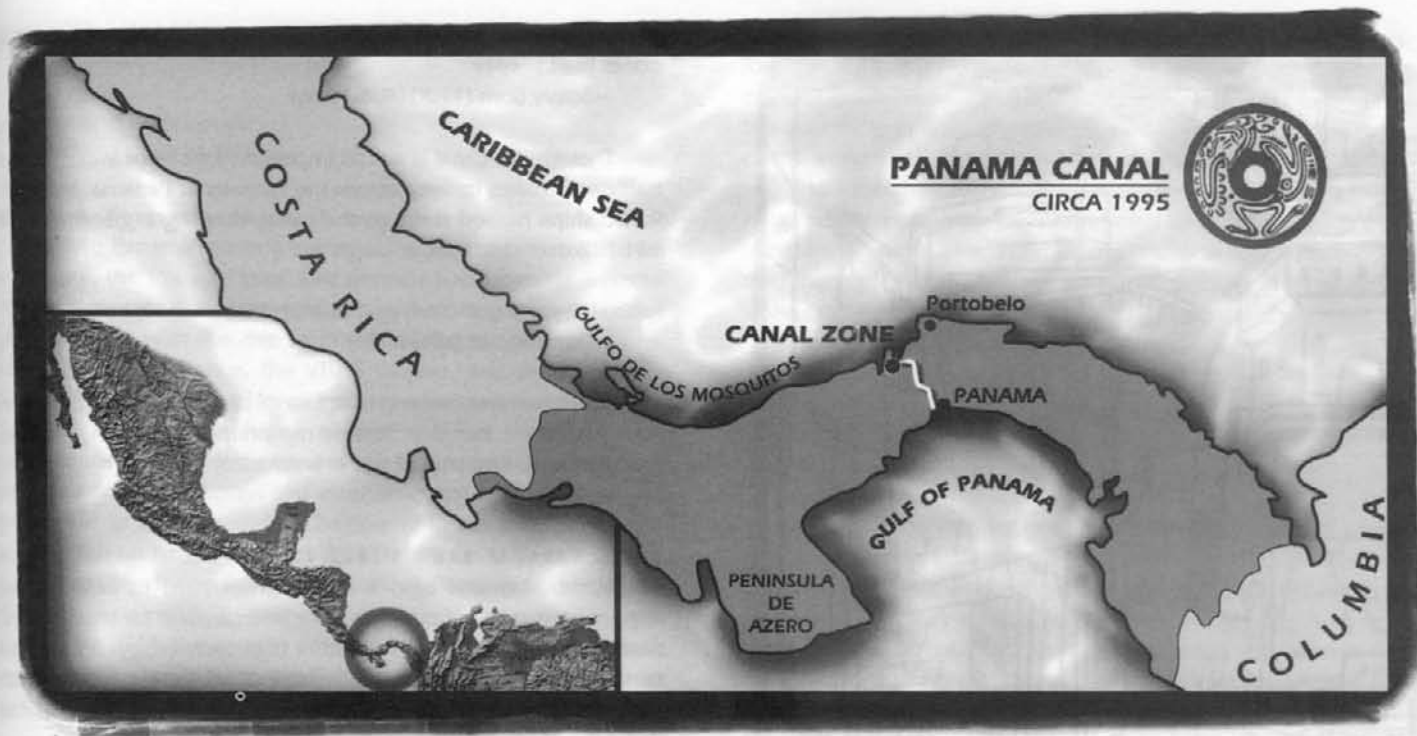 COSTA RICA
CARIBBEAN SEA
PANAMA CANAL
CIRCA 1995
GULFO DE LOS MOSQUITOS
CANAL ZONE
Portobelo
PANAMA
GULF OF PANAMA
PENINSULA
DE
AZERO
COLUMBIA